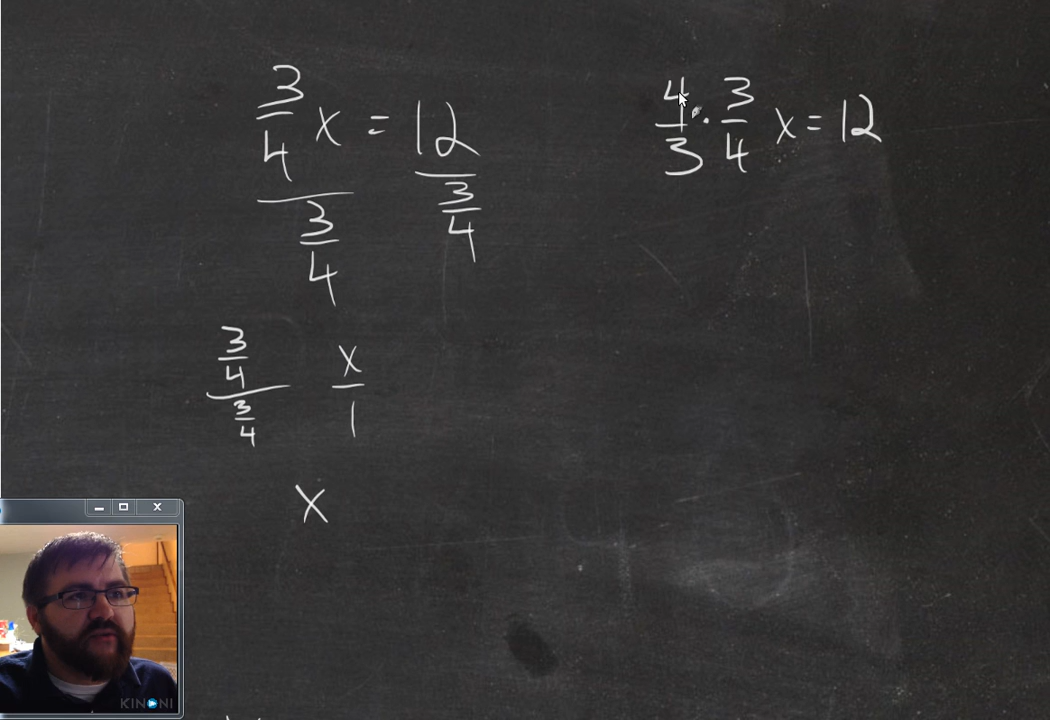 3/4 x = 12
3/4 3/4
3/4 x
3/4 1
x
4/3 · 3/4 x = 12
KINONI